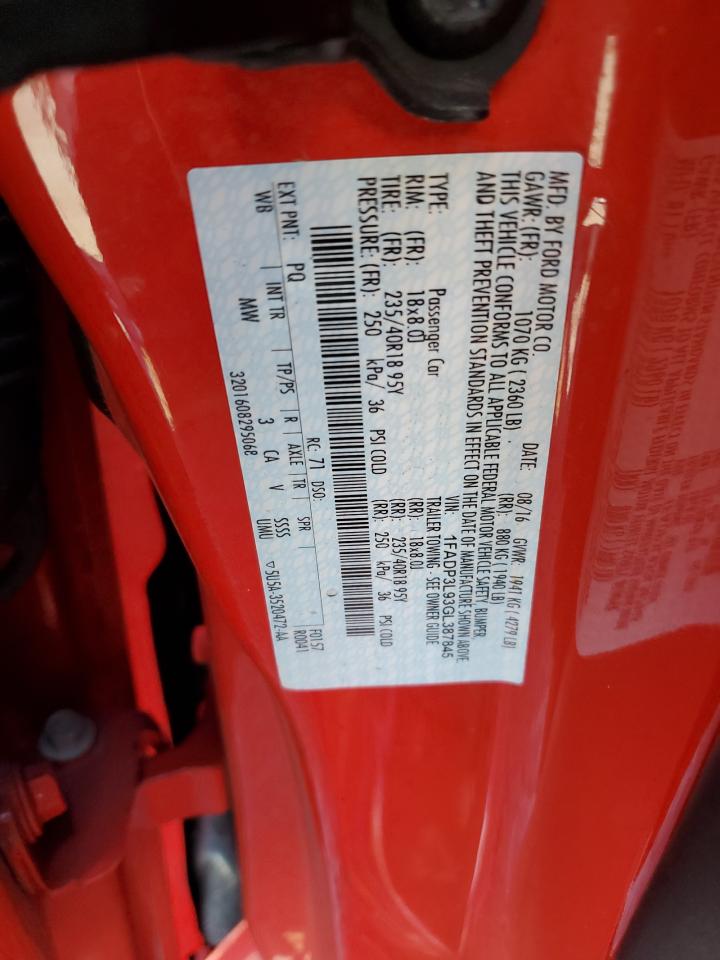 MFD. BY FORD MOTOR CO.
DATE: 08/16 GVWR: 1941 KG ( 4279 LB)
GAWR: (FR): 1070 KG ( 2360 LB) (RR): 880 KG ( 1940 LB)
THIS VEHICLE CONFORMS TO ALL APPLICABLE FEDERAL MOTOR VEHICLE SAFETY, BUMPER,
AND THEFT PREVENTION STANDARDS IN EFFECT ON THE DATE OF MANUFACTURE SHOWN ABOVE.
VIN: 1FADP3L93GL387845
TYPE: Passenger Car TRAILER TOWING - SEE OWNER GUIDE
RIM: (FR): 18x8.0J (RR): 18x8.0J
TIRE: (FR): 235/40R18 95Y (RR): 235/40R18 95Y
PRESSURE: (FR): 250 kPa/ 36 PSI COLD (RR): 250 kPa/ 36 PSI COLD
EXT PNT: PQ RC: 71 DSO: F0157
R0041
WB INT TR TP/PS R AXLE TR SPR
MW 3 CA V SSSS
3201608295068 UMU ▽5U5A-3520472-AA